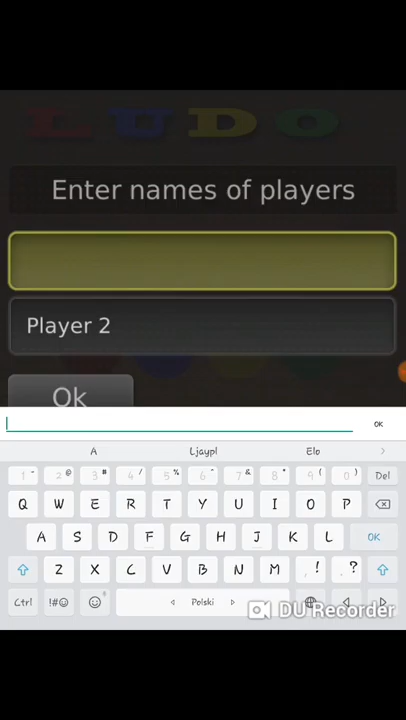 LUDO
Enter names of players
Player 2
Ok
OK
A Ljaypl Elo
1 - 2 @ 3 # 4 / 5 % 6 ^ 7 & 8 * 9 ( 0 ) Del
Q W E R T Y U I O P
A S D F G H J K L OK
Z X C V B N M , ! . ?
Ctrl !#☺ Polski
DU Recorder